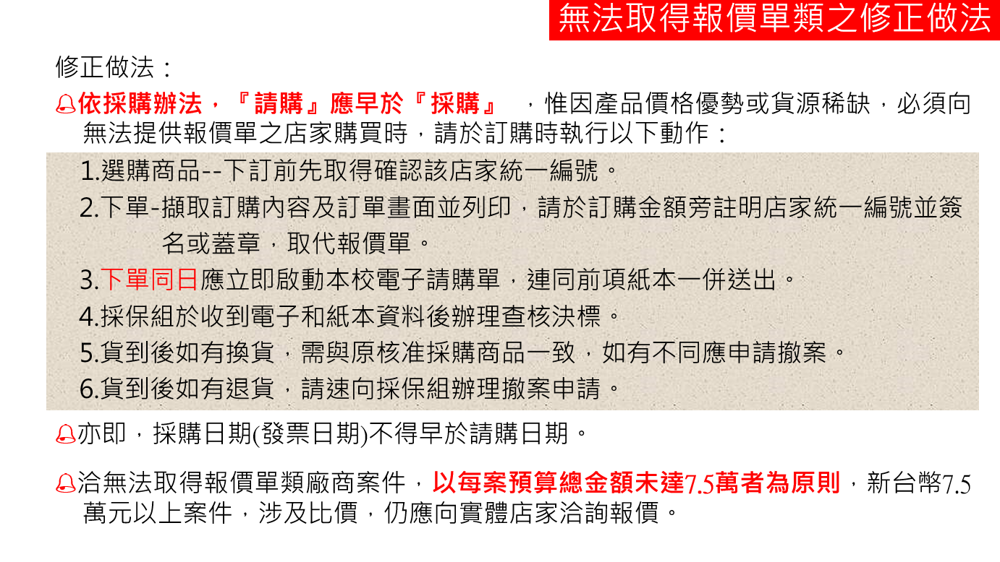 無法取得報價單類之修正做法
修正做法：
依採購辦法，『請購』應早於『採購』 ，惟因產品價格優勢或貨源稀缺，必須向
無法提供報價單之店家購買時，請於訂購時執行以下動作：
1.選購商品--下訂前先取得確認該店家統一編號。
2.下單-擷取訂購內容及訂單畫面並列印，請於訂購金額旁註明店家統一編號並簽
名或蓋章，取代報價單。
3.下單同日應立即啟動本校電子請購單，連同前項紙本一併送出。
4.採保組於收到電子和紙本資料後辦理查核決標。
5.貨到後如有換貨，需與原核准採購商品一致，如有不同應申請撤案。
6.貨到後如有退貨，請速向採保組辦理撤案申請。
亦即，採購日期(發票日期)不得早於請購日期。
洽無法取得報價單類廠商案件，以每案預算總金額未達7.5萬者為原則，新台幣7.5
萬元以上案件，涉及比價，仍應向實體店家洽詢報價。